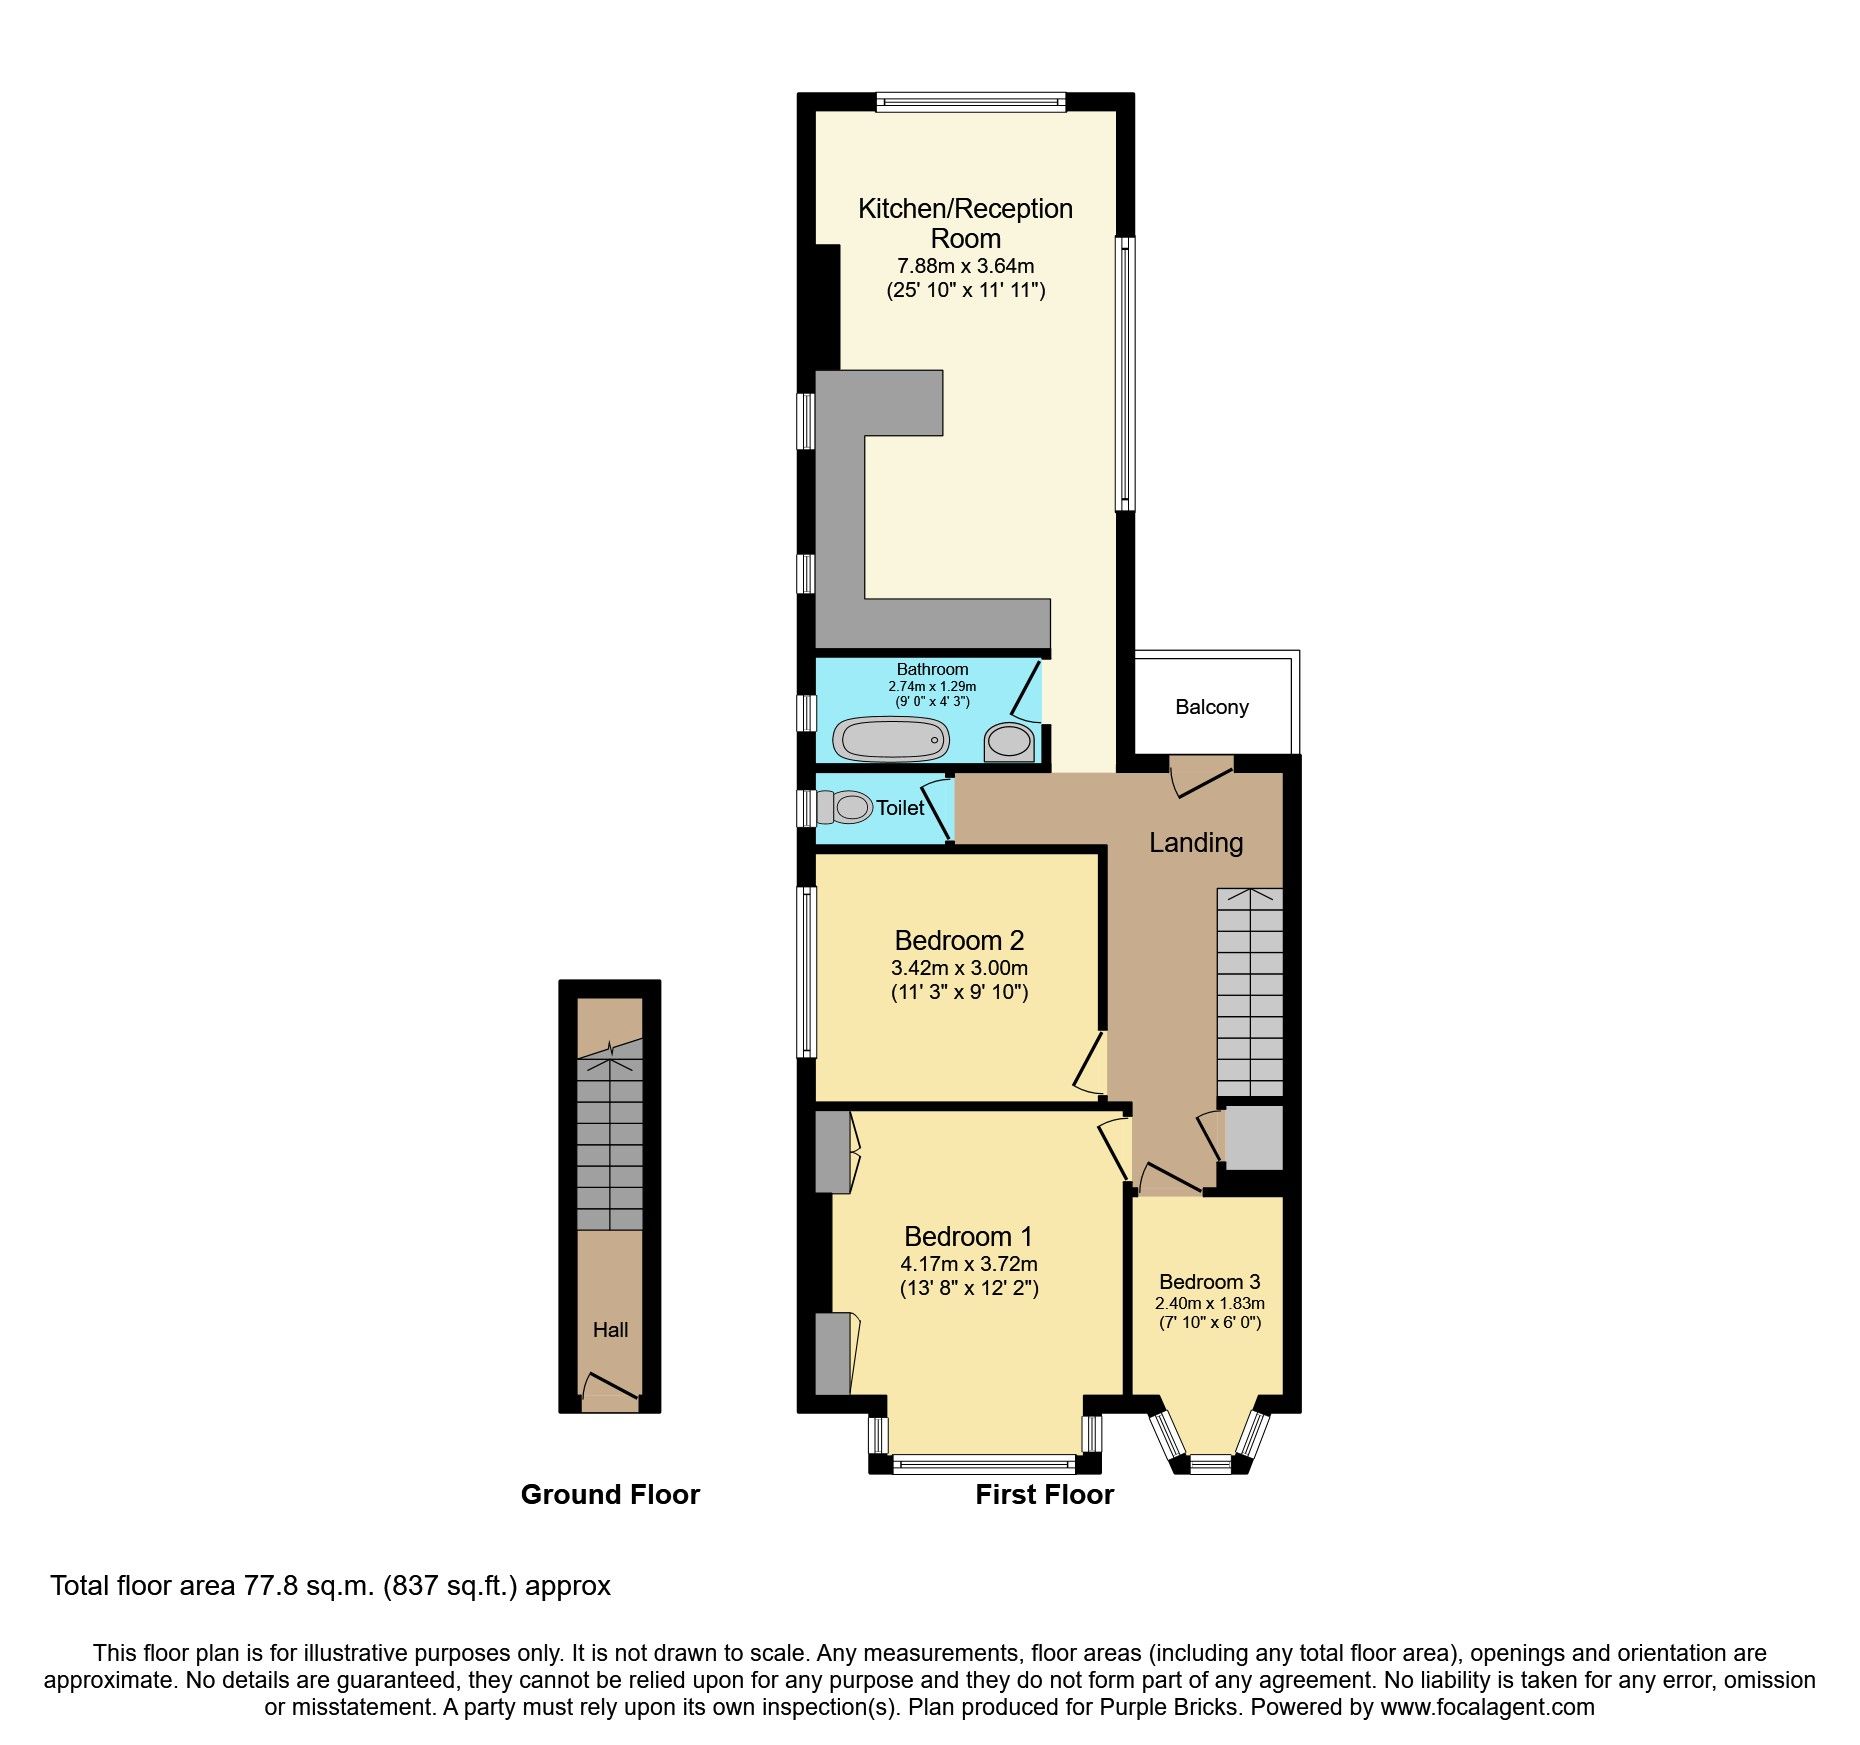 Kitchen/Reception
Room
7.88m x 3.64m
(25' 10" x 11' 11")
Bathroom
2.74m x 1.29m
(9' 0" x 4' 3")
Balcony
Toilet
Landing
Bedroom 2
3.42m x 3.00m
(11' 3" x 9' 10")
Bedroom 1
4.17m x 3.72m
(13' 8" x 12' 2")
Bedroom 3
2.40m x 1.83m
(7' 10" x 6' 0")
Hall
Ground Floor
First Floor
Total floor area 77.8 sq.m. (837 sq.ft.) approx
This floor plan is for illustrative purposes only. It is not drawn to scale. Any measurements, floor areas (including any total floor area), openings and orientation are
approximate. No details are guaranteed, they cannot be relied upon for any purpose and they do not form part of any agreement. No liability is taken for any error, omission
or misstatement. A party must rely upon its own inspection(s). Plan produced for Purple Bricks. Powered by www.focalagent.com